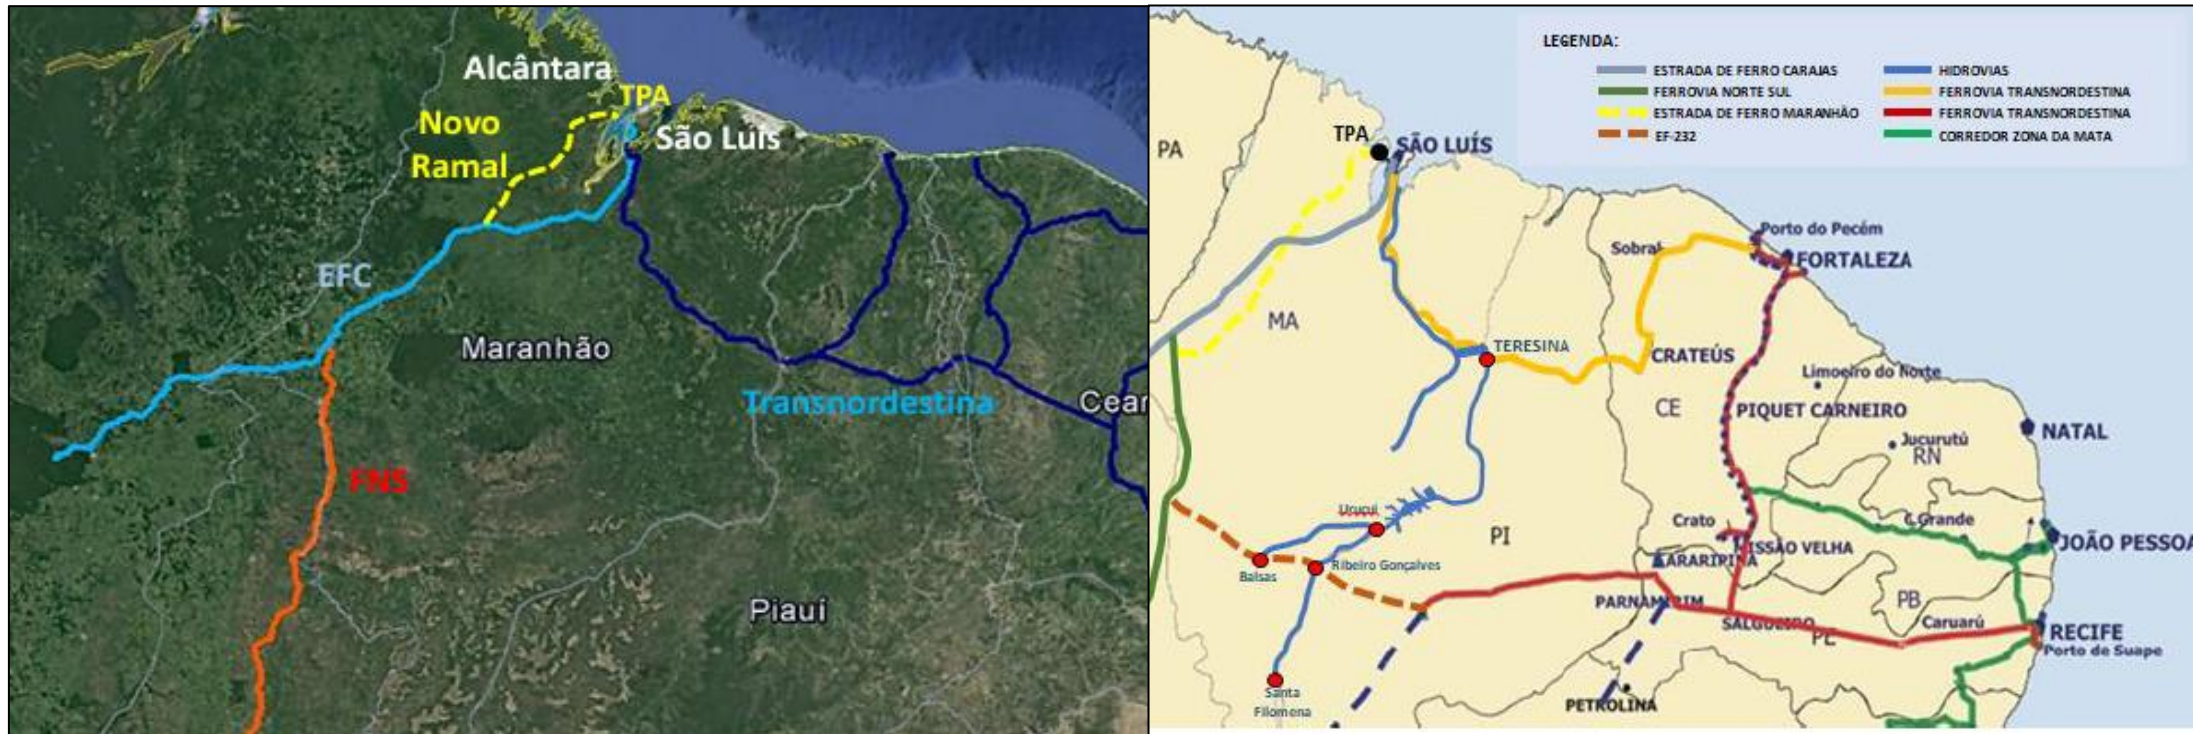 Alcântara
TPA
Novo
Ramal
São Luís
EFC
Maranhão
Transnordestina
Cear
FNS
Piauí
LEGENDA:
ESTRADA DE FERRO CARAJAS
HIDROVIAS
FERROVIA NORTE SUL
FERROVIA TRANSNORDESTINA
ESTRADA DE FERRO MARANHÃO
FERROVIA TRANSNORDESTINA
EF-232
CORREDOR ZONA DA MATA
TPA
SÃO LUÍS
PA
Porto do Pecém
Sobral
FORTALEZA
MA
TERESINA
CRATEÚS
Limoeiro do Norte
CE
PIQUET CARNEIRO
NATAL
Jucurutú
RN
Uruçuí
Crato
C.Grande
PI
MISSÃO VELHA
JOÃO PESSOA
Balsas
Ribeiro Gonçalves
ARARIPINA
PARNAMIRIM
PB
SALGUEIRO
PE
Caruarú
RECIFE
Porto de Suape
Santa
Filomena
PETROLINA